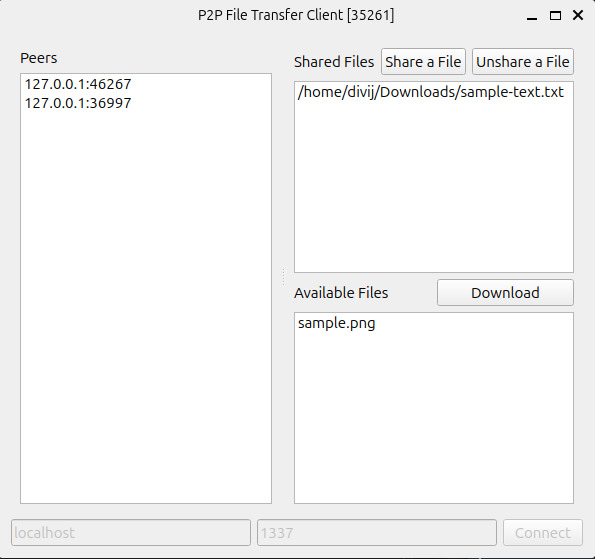 P2P File Transfer Client [35261]
Peers
127.0.0.1:46267
127.0.0.1:36997
Shared Files
Share a File
Unshare a File
/home/divij/Downloads/sample-text.txt
Available Files
Download
sample.png
localhost
1337
Connect